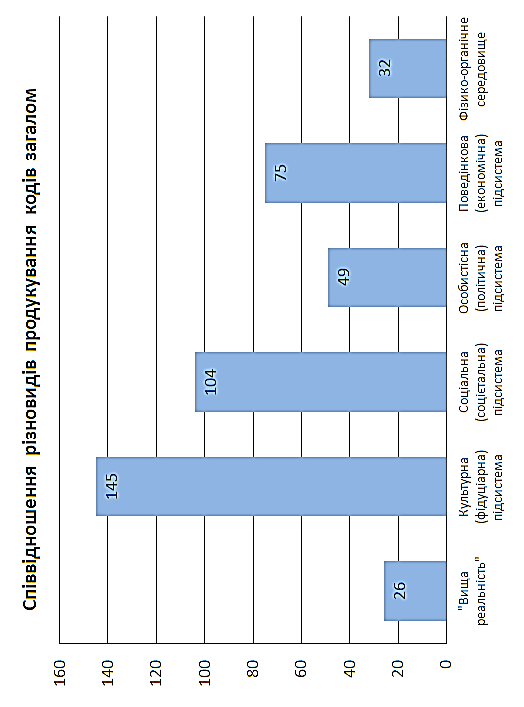 Співвідношення різновидів продукування кодів загалом
160
140
120
100
80
60
40
20
0
26
145
104
49
75
32
"Вища
реальність"
Культурна
(фідуціарна)
підсистема
Соціальна
(соцієтальна)
підсистема
Особистісна
(політична)
підсистема
Поведінкова
(економічна)
підсистема
Фізико-органічне
середовище